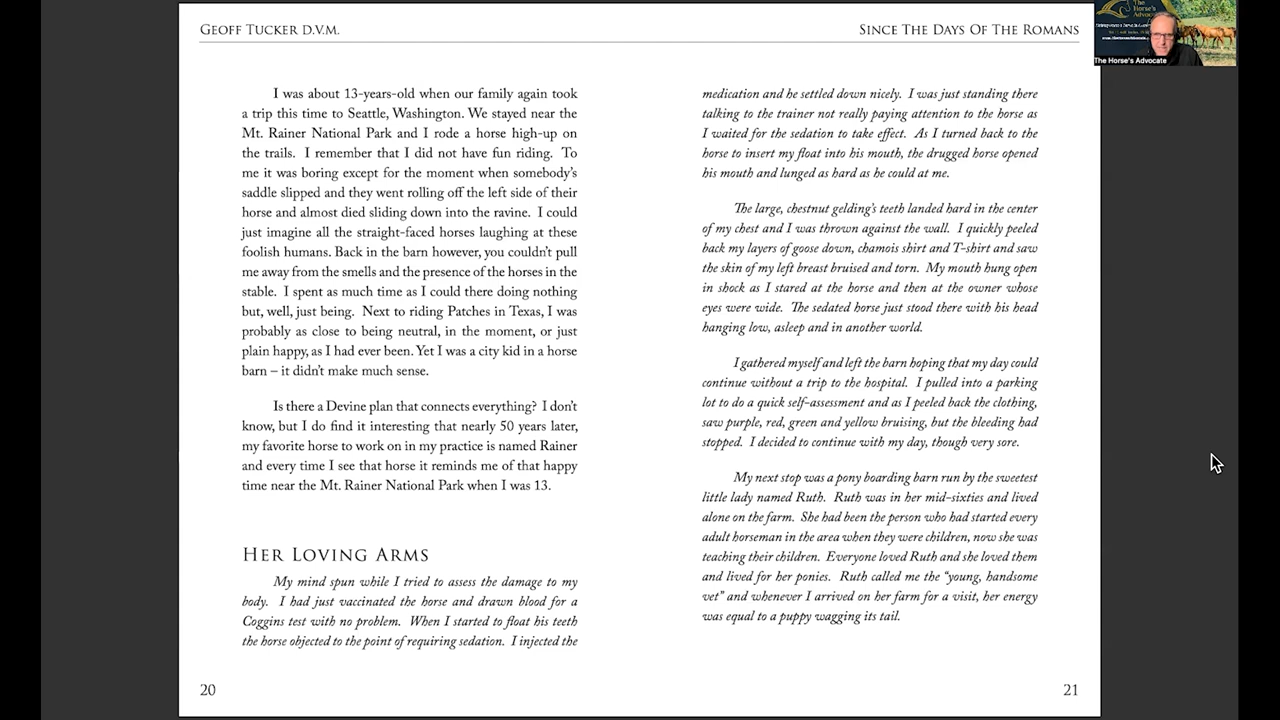 GEOFF TUCKER D.V.M.
SINCE THE DAYS OF THE ROMANS
I was about 13-years-old when our family again took
a trip this time to Seattle, Washington. We stayed near the
Mt. Rainer National Park and I rode a horse high-up on
the trails. I remember that I did not have fun riding. To
me it was boring except for the moment when somebody's
saddle slipped and they went rolling off the left side of their
horse and almost died sliding down into the ravine. I could
just imagine all the straight-faced horses laughing at these
foolish humans. Back in the barn however, you couldn't pull
me away from the smells and the presence of the horses in the
stable. I spent as much time as I could there doing nothing
but, well, just being. Next to riding Patches in Texas, I was
probably as close to being neutral, in the moment, or just
plain happy, as I had ever been. Yet I was a city kid in a horse
barn – it didn't make much sense.
Is there a Devine plan that connects everything? I don't
know, but I do find it interesting that nearly 50 years later,
my favorite horse to work on in my practice is named Rainer
and every time I see that horse it reminds me of that happy
time near the Mt. Rainer National Park when I was 13.
HER LOVING ARMS
My mind spun while I tried to assess the damage to my
body. I had just vaccinated the horse and drawn blood for a
Coggins test with no problem. When I started to float his teeth
the horse objected to the point of requiring sedation. I injected the
20
medication and he settled down nicely. I was just standing there
talking to the trainer not really paying attention to the horse as
I waited for the sedation to take effect. As I turned back to the
horse to insert my float into his mouth, the drugged horse opened
his mouth and lunged as hard as he could at me.
The large, chestnut gelding's teeth landed hard in the center
of my chest and I was thrown against the wall. I quickly peeled
back my layers of goose down, chamois shirt and T-shirt and saw
the skin of my left breast bruised and torn. My mouth hung open
in shock as I stared at the horse and then at the owner whose
eyes were wide. The sedated horse just stood there with his head
hanging low, asleep and in another world.
I gathered myself and left the barn hoping that my day could
continue without a trip to the hospital. I pulled into a parking
lot to do a quick self-assessment and as I peeled back the clothing,
saw purple, red, green and yellow bruising, but the bleeding had
stopped. I decided to continue with my day, though very sore.
My next stop was a pony boarding barn run by the sweetest
little lady named Ruth. Ruth was in her mid-sixties and lived
alone on the farm. She had been the person who had started every
adult horseman in the area when they were children, now she was
teaching their children. Everyone loved Ruth and she loved them
and lived for her ponies. Ruth called me the "young, handsome
vet" and whenever I arrived on her farm for a visit, her energy
was equal to a puppy wagging its tail.
21
The
Horse's
The Horse's Advocate